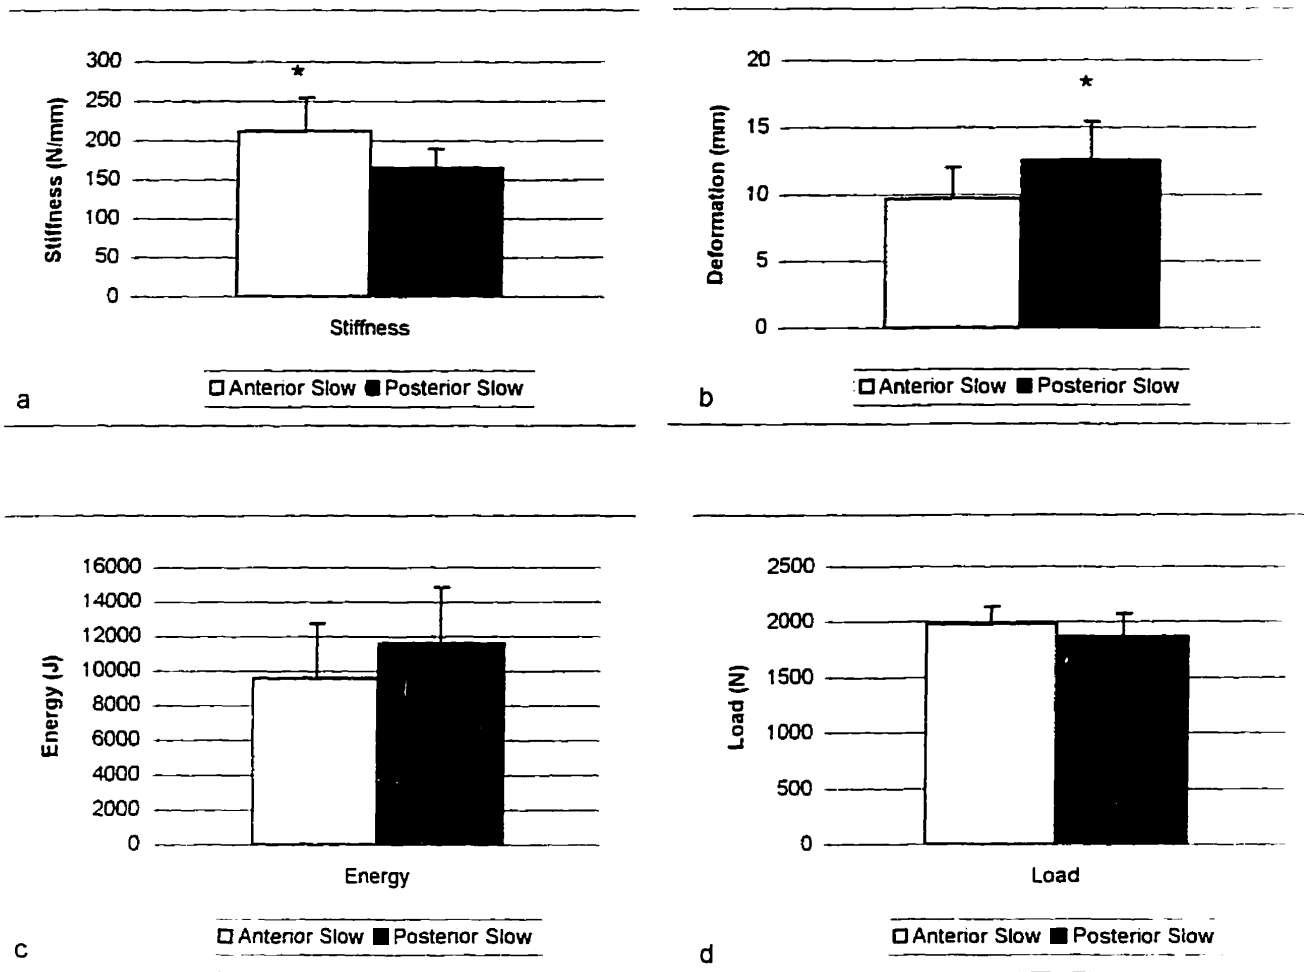 300
*
250
200
150
100
50
0
Stiffness (N/mm)
Stiffness
Anterior Slow Posterior Slow
a
20
*
15
10
5
0
Deformation (mm)
Anterior Slow Posterior Slow
b
16000
14000
12000
10000
8000
6000
4000
2000
0
Energy (J)
Energy
Anterior Slow Posterior Slow
c
2500
2000
1500
1000
500
0
Load (N)
Load
Anterior Slow Posterior Slow
d